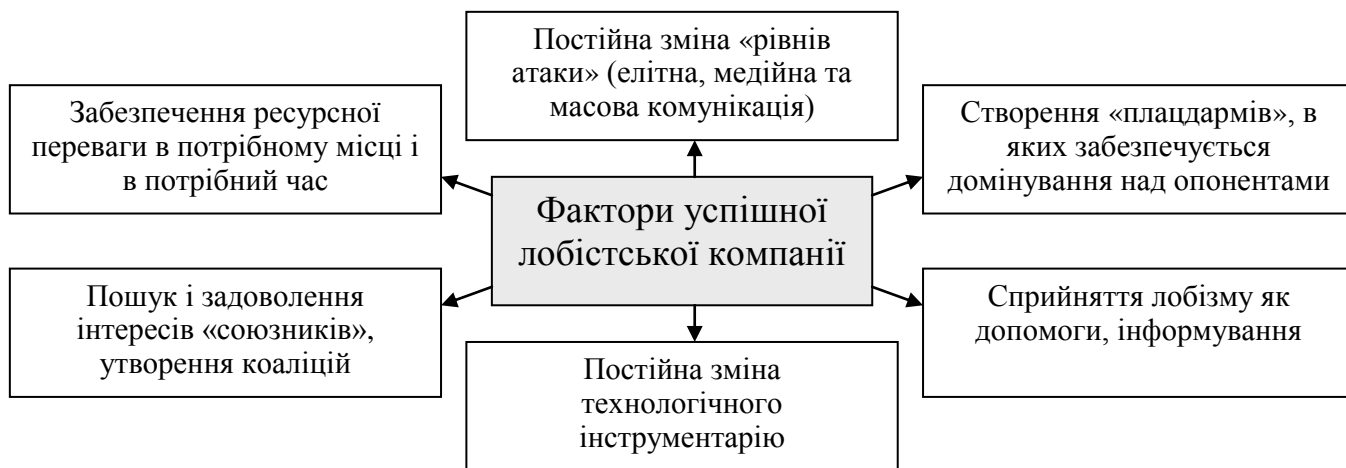 Постійна зміна «рівнів
атаки» (елітна, медійна та
масова комунікація)
Забезпечення ресурсної
переваги в потрібному місці і
в потрібний час
Створення «плацдармів», в
яких забезпечується
домінування над опонентами
Фактори успішної
лобістської компанії
Пошук і задоволення
інтересів «союзників»,
утворення коаліцій
Сприйняття лобізму як
допомоги, інформування
Постійна зміна
технологічного
інструментарію